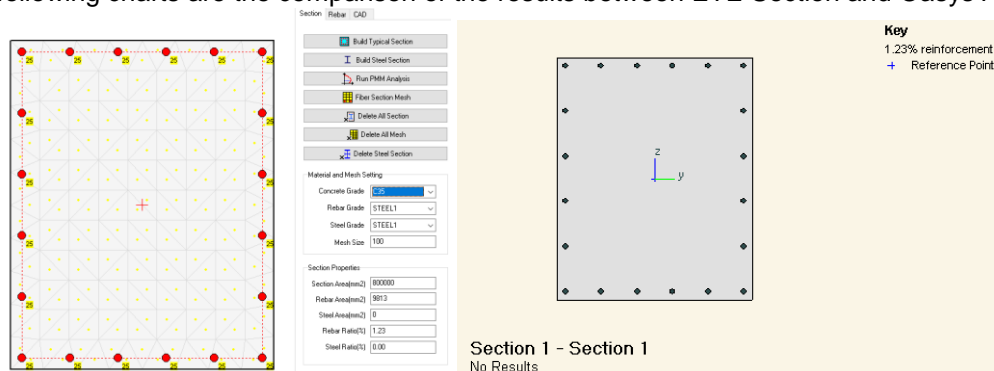 following charts are the comparison of the results between Section and Oasys
25 25 25 25 25 25
25 25
25 25
25 25
25 25
25 25 25 25 25 25
Section Rebar CAD
Build Typical Section
Build Steel Section
Run PMM Analysis
Fiber Section Mesh
Delete All Section
Delete All Mesh
Delete Steel Section
Material and Mesh Setting
Concrete Grade C35
Rebar Grade STEEL1
Steel Grade STEEL1
Mesh Size 100
Section Properties
Section Area(mm2) 800000
Rebar Area(mm2) 9813
Steel Area(mm2) 0
Rebar Ratio(%) 1.23
Steel Ratio(%) 0.00
z
y
Key
1.23% reinforcement
+ Reference Point
Section 1 - Section 1
No Results